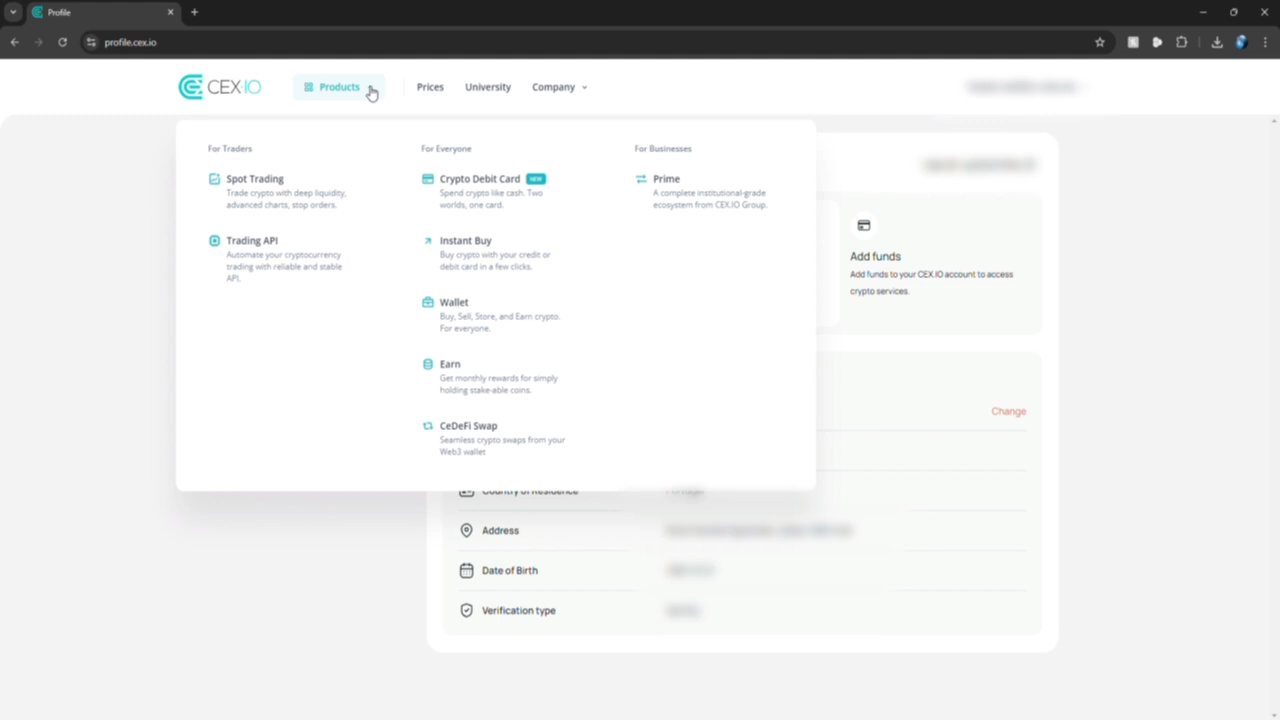 Profile
profile.cex.io
CEX.IO
Products
Prices
University
Company
For Traders
Spot Trading
Trade crypto with deep liquidity,
advanced charts, stop orders.
Trading API
Automate your cryptocurrency
trading with reliable and stable
API.
For Everyone
Crypto Debit Card NEW
Spend crypto like cash. Two
worlds, one card.
Instant Buy
Buy crypto with your credit or
debit card in a few clicks.
Wallet
Buy, Sell, Store, and Earn crypto.
For everyone.
Earn
Get monthly rewards for simply
holding stake-able coins.
CeDeFi Swap
Seamless crypto swaps from your
Web3 wallet
For Businesses
Prime
A complete institutional-grade
ecosystem from CEX.IO Group.
Add funds
Add funds to your CEX.IO account to access
crypto services.
Change
Country of Residence
Address
Date of Birth
Verification type